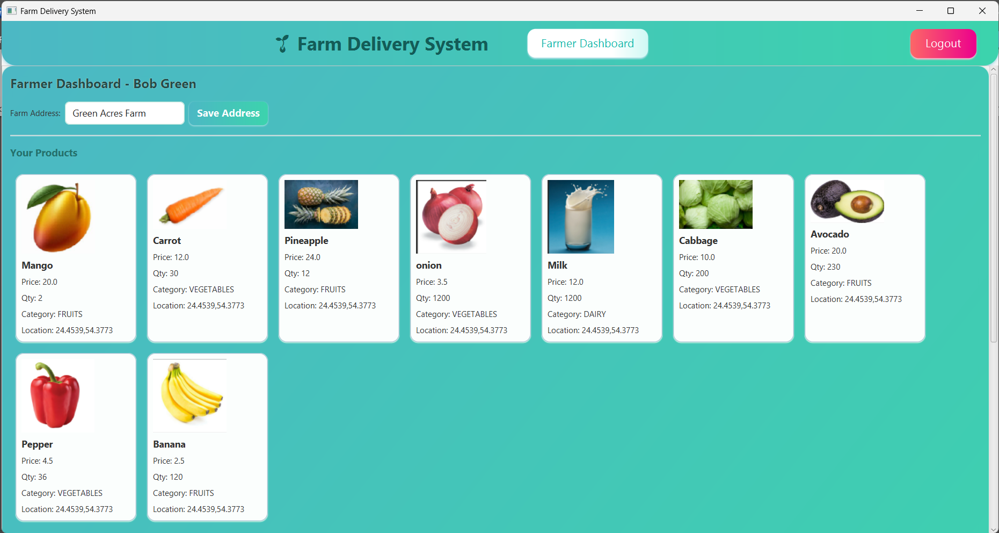 Farm Delivery System
Farm Delivery System
Farmer Dashboard
Logout
Farmer Dashboard - Bob Green
Farm Address:
Green Acres Farm
Save Address
Your Products
Mango
Price: 20.0
Qty: 2
Category: FRUITS
Location: 24.4539,54.3773
Carrot
Price: 12.0
Qty: 30
Category: VEGETABLES
Location: 24.4539,54.3773
Pineapple
Price: 24.0
Qty: 12
Category: FRUITS
Location: 24.4539,54.3773
onion
Price: 3.5
Qty: 1200
Category: VEGETABLES
Location: 24.4539,54.3773
Milk
Price: 12.0
Qty: 1200
Category: DAIRY
Location: 24.4539,54.3773
Cabbage
Price: 10.0
Qty: 200
Category: VEGETABLES
Location: 24.4539,54.3773
Avocado
Price: 20.0
Qty: 230
Category: FRUITS
Location: 24.4539,54.3773
Pepper
Price: 4.5
Qty: 36
Category: VEGETABLES
Location: 24.4539,54.3773
Banana
Price: 2.5
Qty: 120
Category: FRUITS
Location: 24.4539,54.3773